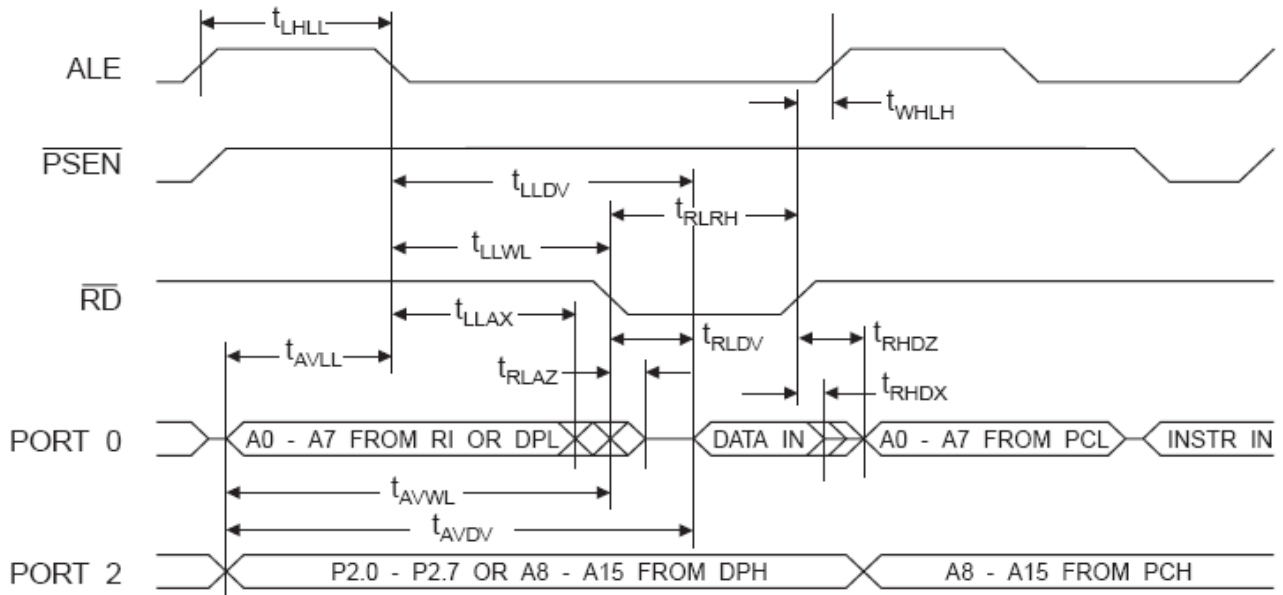 tLHLL
ALE
tWHLH
PSEN
tLLDV
tRLRH
tLLWL
RD
tLLAX
tRLDV
tRHDZ
tAVLL
tRLAZ
tRHDX
PORT 0
A0 - A7 FROM RI OR DPL
DATA IN
A0 - A7 FROM PCL
INSTR IN
tAVWL
tAVDV
PORT 2
P2.0 - P2.7 OR A8 - A15 FROM DPH
A8 - A15 FROM PCH